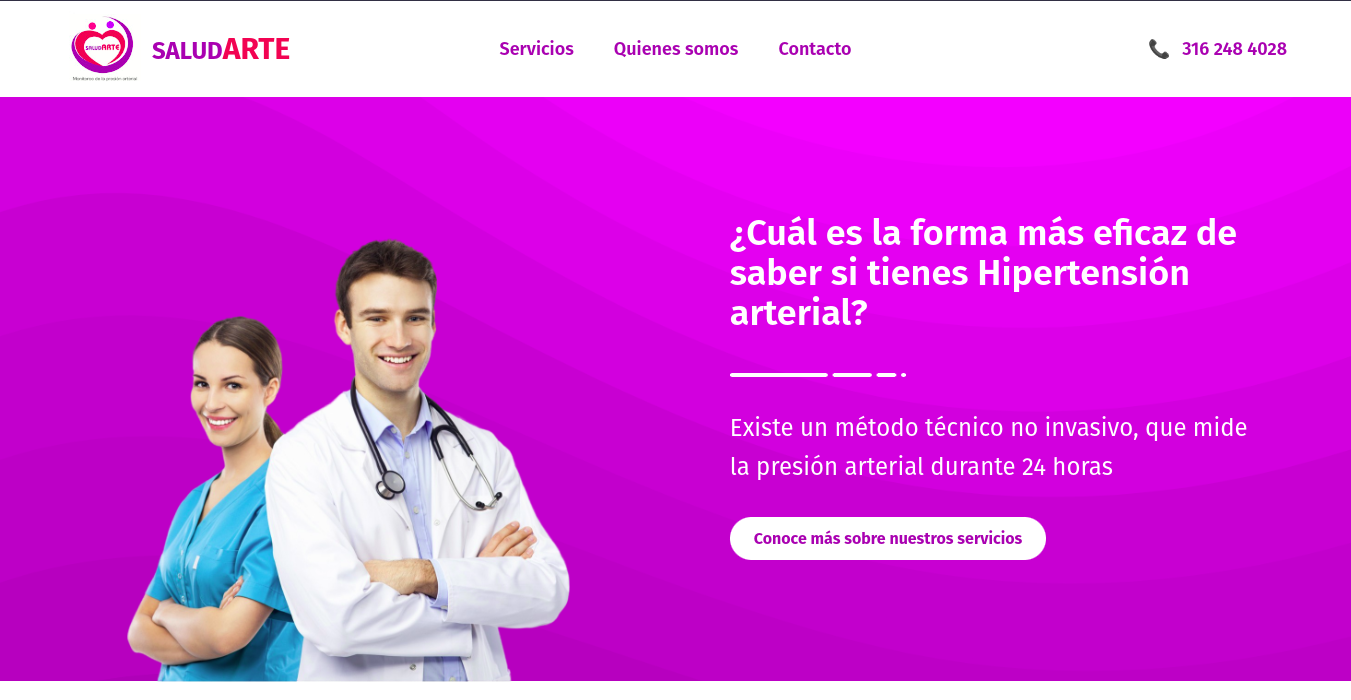 SALUDARTE
Monitoreo de la presión arterial
SALUDARTE
Servicios
Quienes somos
Contacto
316 248 4028
¿Cuál es la forma más eficaz de
saber si tienes Hipertensión
arterial?
Existe un método técnico no invasivo, que mide
la presión arterial durante 24 horas
Conoce más sobre nuestros servicios